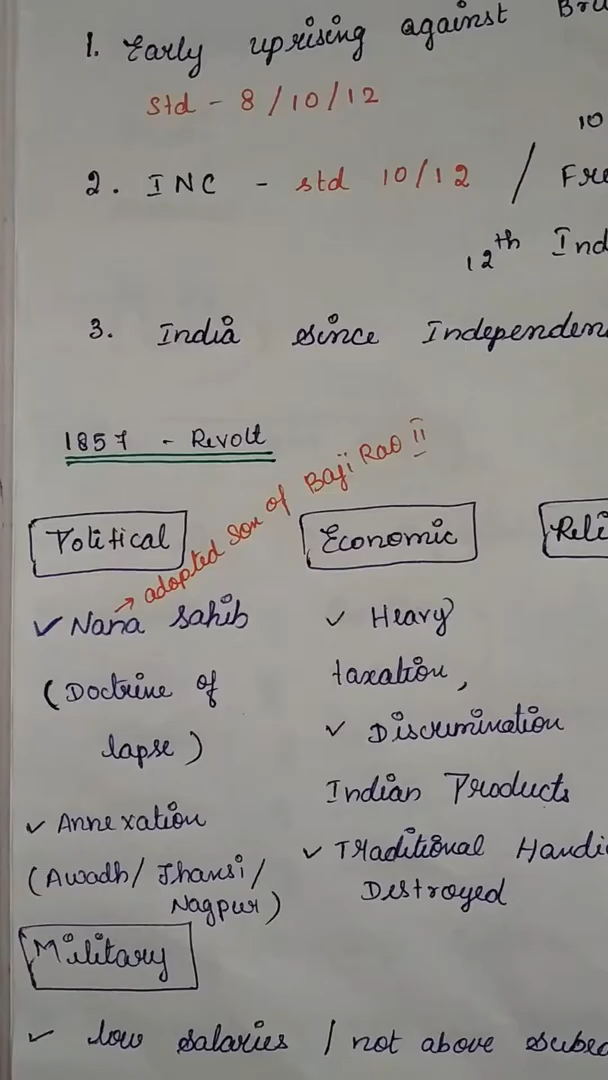 1. Early uprising against
Std - 8/10/12
10
2. INC - std 10/12 /
12th Ind
3. India since Independen
1857 - Revolt
→ adopted son of Baji Rao II
Political
Economic
Reli
✓ Nana Sahib
(Doctrine of
lapse)
✓ Annexation
(Awadh/Jhansi/
Nagpur)
✓ Heavy
taxation,
✓ Discrimination
Indian Products
✓ Traditional Handi
Destroyed
Military
✓ low salaries / not above subed